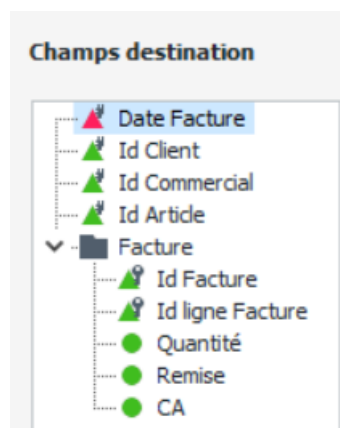 Champs destination
Date Facture
Id Client
Id Commercial
Id Article
Facture
Id Facture
Id ligne Facture
Quantité
Remise
CA